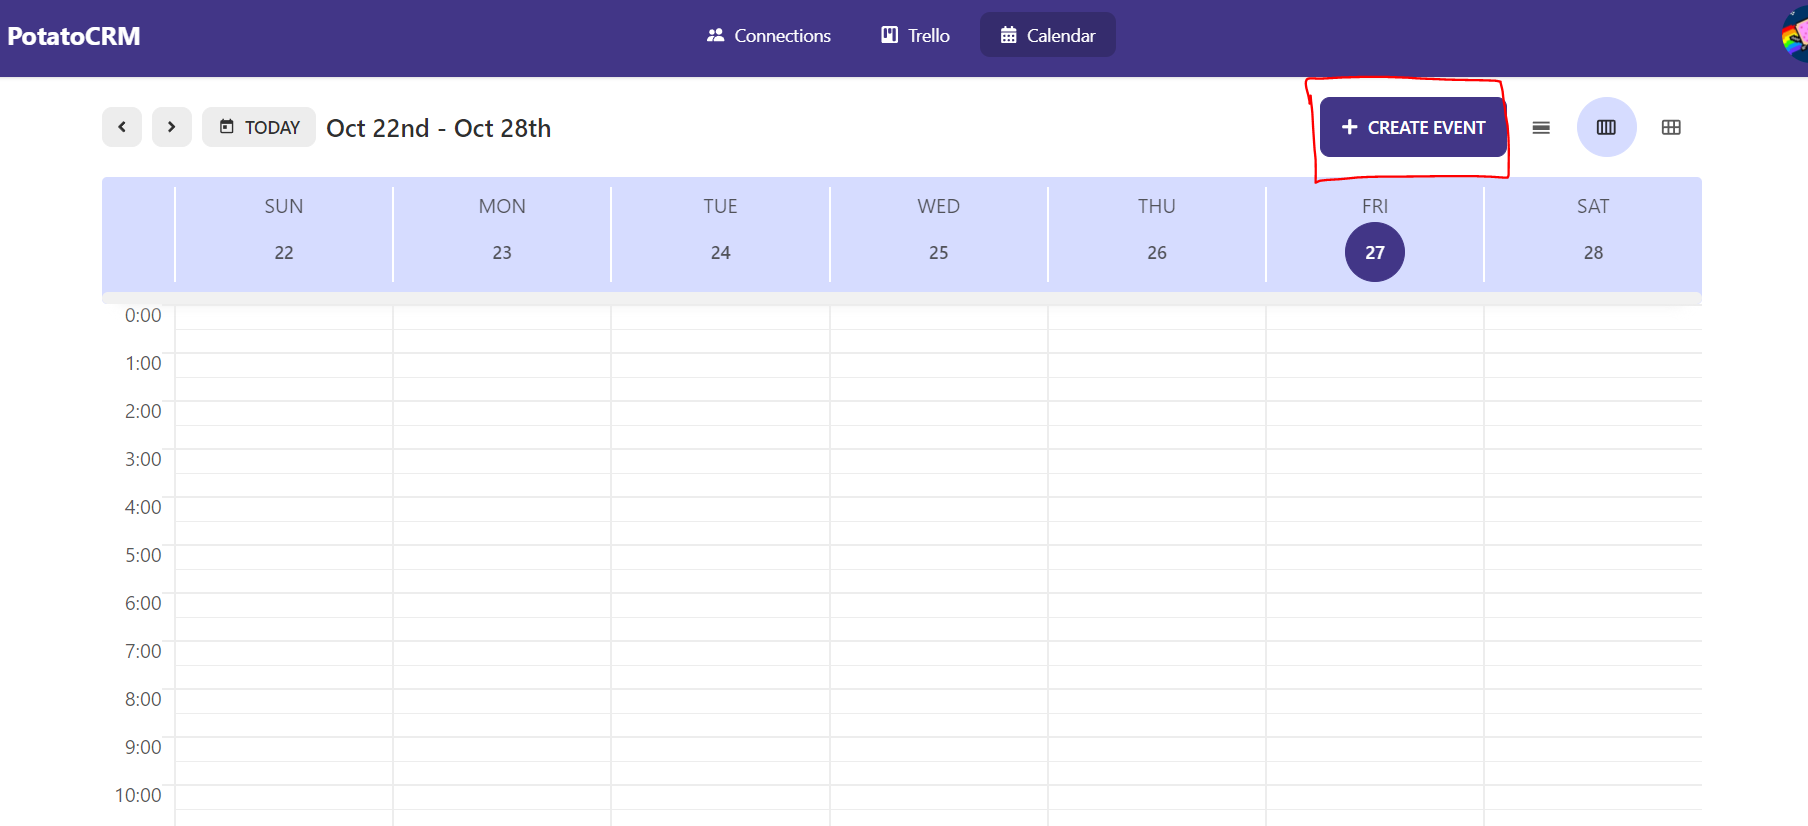 PotatoCRM
Connections
Trello
Calendar
TODAY
Oct 22nd - Oct 28th
CREATE EVENT
SUN
MON
TUE
WED
THU
FRI
SAT
22
23
24
25
26
27
28
0:00
1:00
2:00
3:00
4:00
5:00
6:00
7:00
8:00
9:00
10:00